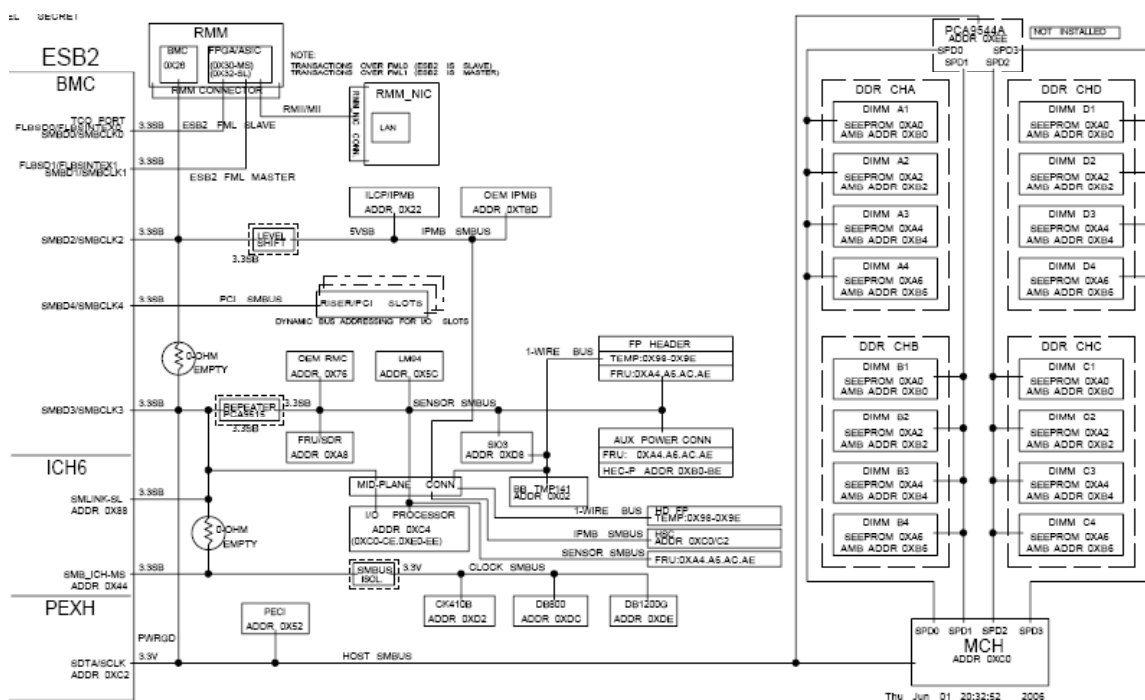 EL SECRET
ESB2
BMC
RMM
BMC
0X26
FPGA/ASIC
(0X30-MS)
(0X32-SL)
RMM CONNECTOR
NOTE:
TRANSACTIONS OVER FML0 (ESB2 IS SLAVE)
TRANSACTIONS OVER FML1 (ESB2 IS MASTER)
RMM_NIC
RMM_NIC CONN.
LAN
RMII/MII
TCO PORT
FLBSD0/FLBSINTEX0
SMBD0/SMBCLK0
3.3SB
ESB2 FML SLAVE
FLBSD1/FLBSINTEX1
SMBD1/SMBCLK1
3.3SB
ESB2 FML MASTER
ILCP/IPMB
ADDR 0X22
OEM IPMB
ADDR 0XTBD
SMBD2/SMBCLK2
3.3SB
LEVEL
SHIFT
3.3SB
5VSB
IPMB SMBUS
SMBD4/SMBCLK4
3.3SB
PCI SMBUS
RISER/PCI SLOTS
DYNAMIC BUS ADDRESSING FOR I/O SLOTS
0-OHM
EMPTY
OEM RMC
ADDR 0X76
LM94
ADDR 0X5C
1-WIRE BUS
FP HEADER
TEMP:0X98-0X9E
FRU:0XA4.A6.AC.AE
SMBD3/SMBCLK3
3.3SB
REPEATER
PCA9515
3.3SB
3.3SB
SENSOR SMBUS
FRU/SDR
ADDR 0XA8
SIO3
ADDR 0XD8
AUX POWER CONN
FRU: 0XA4.A6.AC.AE
HEC-P ADDR 0XB0-BE
ICH6
SMLINK-SL
ADDR 0X88
3.3SB
MID-PLANE CONN
BB TMP141
ADDR 0X02
I/O PROCESSOR
ADDR 0XC4
(0XC0-CE.0XE0-EE)
1-WIRE BUS
HD FP
TEMP:0X98-0X9E
IPMB SMBUS
HSC
ADDR 0XC0/C2
SENSOR SMBUS
FRU:0XA4.A6.AC.AE
0-OHM
EMPTY
SMB_ICH-MS
ADDR 0X44
3.3SB
SMBUS
ISOL
3.3V
CLOCK SMBUS
CK410B
ADDR 0XD2
DB800
ADDR 0XDC
DB1200G
ADDR 0XDE
PEXH
PECI
ADDR 0X52
PWRGD
SDTA/SCLK
ADDR 0XC2
3.3V
HOST SMBUS
PCA9544A
ADDR 0XEE
SPD0
SPD1
SPD2
SPD3
NOT INSTALLED
DDR CHA
DIMM A1
SEEPROM 0XA0
AMB ADDR 0XB0
DIMM A2
SEEPROM 0XA2
AMB ADDR 0XB2
DIMM A3
SEEPROM 0XA4
AMB ADDR 0XB4
DIMM A4
SEEPROM 0XA6
AMB ADDR 0XB6
DDR CHD
DIMM D1
SEEPROM 0XA0
AMB ADDR 0XB0
DIMM D2
SEEPROM 0XA2
AMB ADDR 0XB2
DIMM D3
SEEPROM 0XA4
AMB ADDR 0XB4
DIMM D4
SEEPROM 0XA6
AMB ADDR 0XB6
DDR CHB
DIMM B1
SEEPROM 0XA0
AMB ADDR 0XB0
DIMM B2
SEEPROM 0XA2
AMB ADDR 0XB2
DIMM B3
SEEPROM 0XA4
AMB ADDR 0XB4
DIMM B4
SEEPROM 0XA6
AMB ADDR 0XB6
DDR CHC
DIMM C1
SEEPROM 0XA0
AMB ADDR 0XB0
DIMM C2
SEEPROM 0XA2
AMB ADDR 0XB2
DIMM C3
SEEPROM 0XA4
AMB ADDR 0XB4
DIMM C4
SEEPROM 0XA6
AMB ADDR 0XB6
SPD0 SPD1 SPD2 SPD3
MCH
ADDR 0XC0
Thu Jun 01 20:32:52 2006